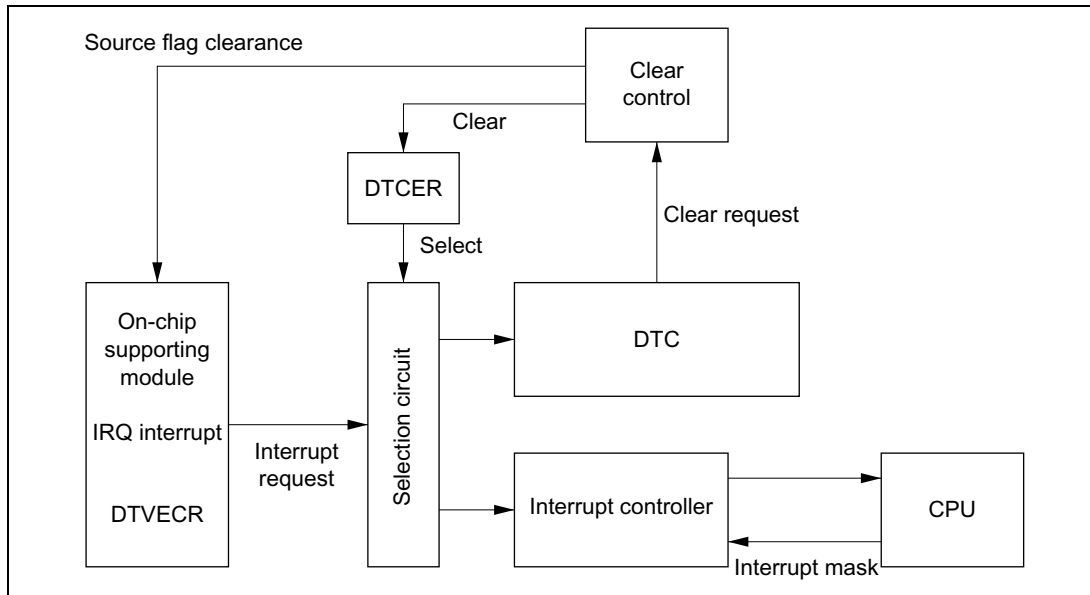 Source flag clearance
Clear
control
Clear
DTCER
Clear request
Select
On-chip
supporting
module
IRQ interrupt
DTVECR
Interrupt
request
Selection circuit
DTC
Interrupt controller
CPU
Interrupt mask